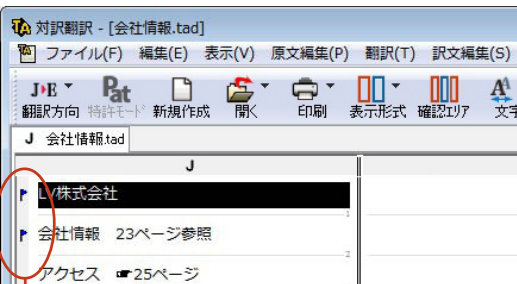 対訳翻訳 - [会社情報.tad]
ファイル(F) 編集(E) 表示(V) 原文編集(P) 翻訳(T) 訳文編集(S)
J▸E Pat
翻訳方向 特許モード 新規作成 開く 印刷 表示形式 確認エリア 文字
J 会社情報.tad
J
LV株式会社
1
会社情報 23ページ参照
2
アクセス ☛25ページ